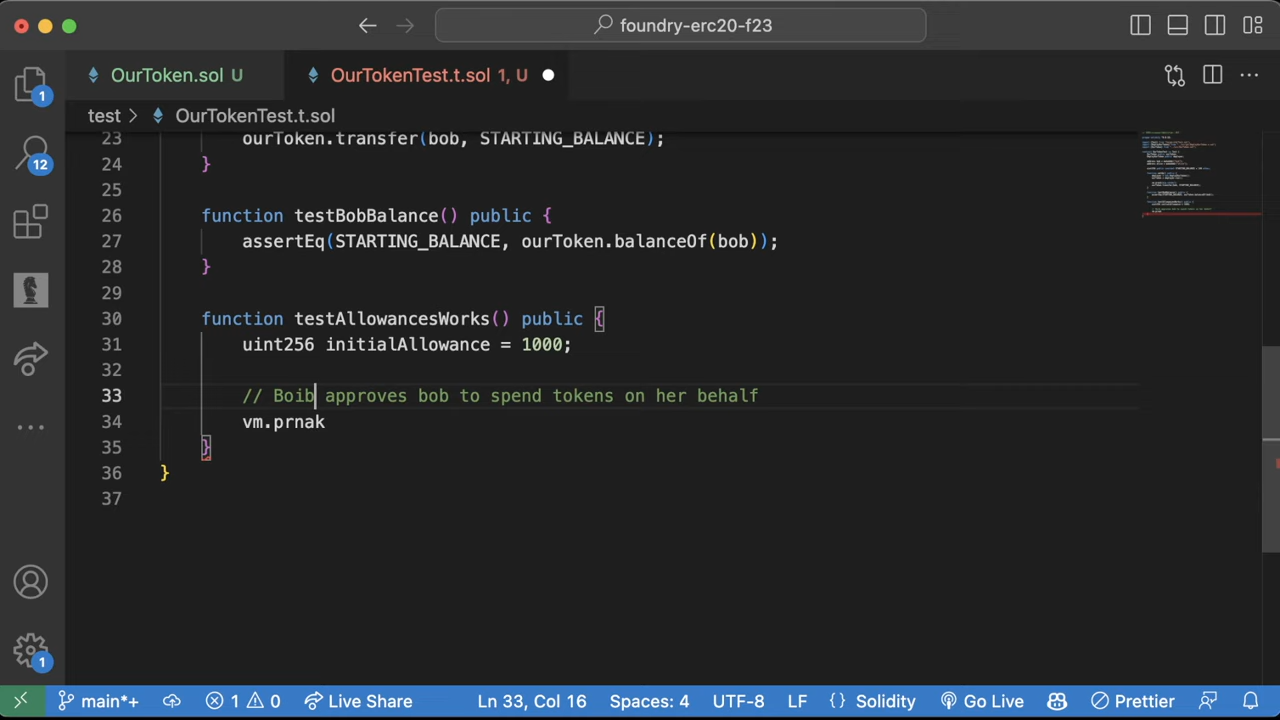 foundry-erc20-f23
OurToken.sol U
OurTokenTest.t.sol 1, U
1
test > OurTokenTest.t.sol
12
23 ourToken.transfer(bob STARTING_BALANCE);
24 }
25
26 function testBobBalance() public {
27 assertEq(STARTING_BALANCE, ourToken.balanceOf(bob));
28 }
29
30 function testAllowancesWorks() public {
31 uint256 initialAllowance = 1000;
32
33 // Boib approves bob to spend tokens on her behalf
34 vm.prnak
35 }
36 }
37
1
main*+ 1 0 Live Share Ln 33, Col 16 Spaces: 4 UTF-8 LF {} Solidity Go Live Prettier